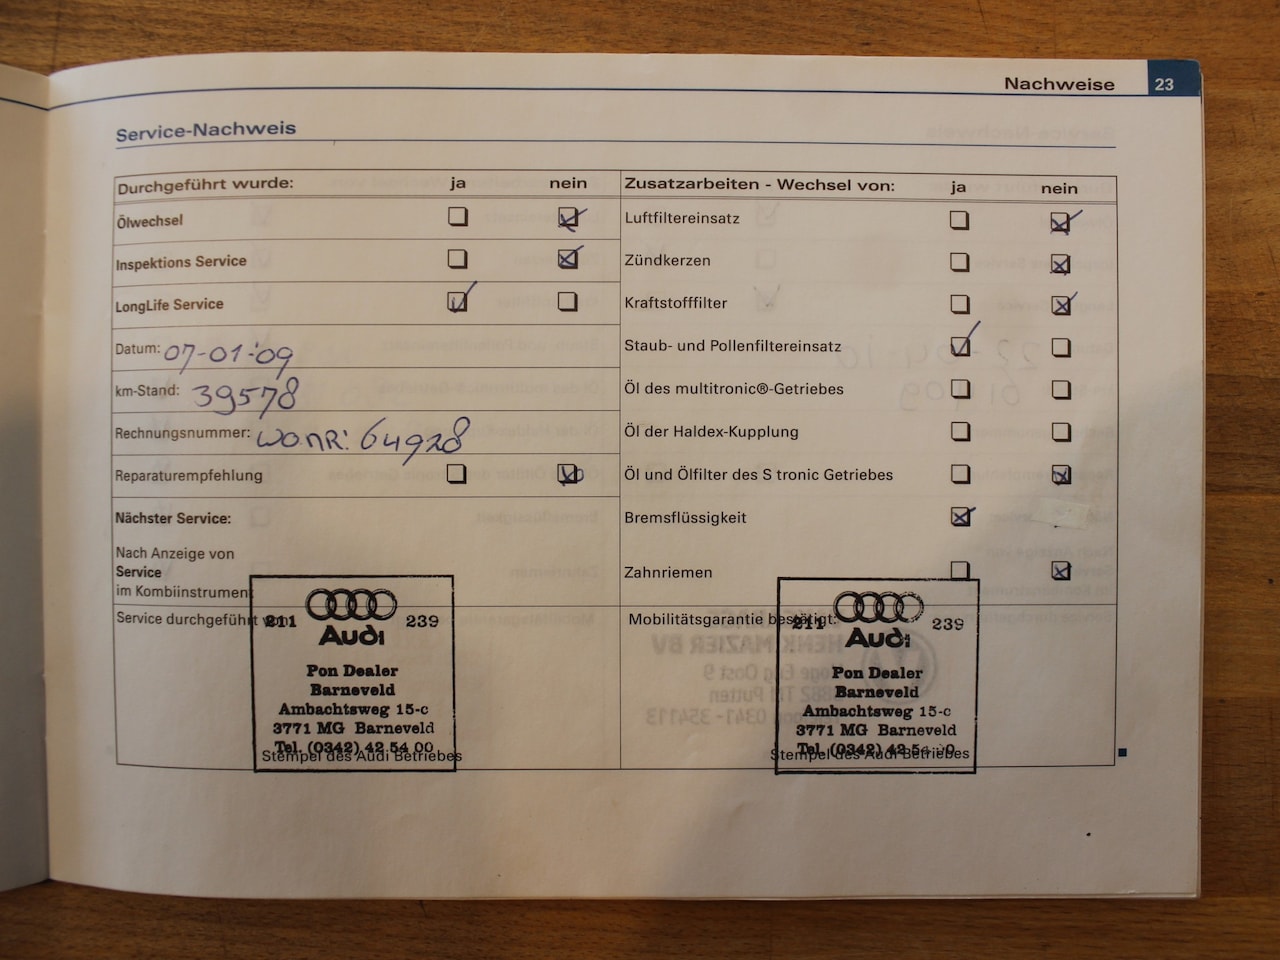 Nachweise 23
Service-Nachweis
Durchgeführt wurde: ja nein
Ölwechsel
Inspektions Service
LongLife Service
Datum: 07-01-'09
km-Stand: 39578
Rechnungsnummer: WONR: 64928
Reparaturempfehlung
Nächster Service:
Nach Anzeige von
Service
im Kombiinstrument
Service durchgeführt von:
211 239
Audi
Pon Dealer
Barneveld
Ambachtsweg 15-c
3771 MG Barneveld
Tel. (0342) 42 54 00
Stempel des Audi Betriebes
Zusatzarbeiten - Wechsel von: ja nein
Luftfiltereinsatz
Zündkerzen
Kraftstofffilter
Staub- und Pollenfiltereinsatz
Öl des multitronic®-Getriebes
Öl der Haldex-Kupplung
Öl und Ölfilter des S tronic Getriebes
Bremsflüssigkeit
Zahnriemen
Mobilitätsgarantie bestätigt:
211 239
Audi
Pon Dealer
Barneveld
Ambachtsweg 15-c
3771 MG Barneveld
Tel. (0342) 42 54 00
Stempel des Audi Betriebes